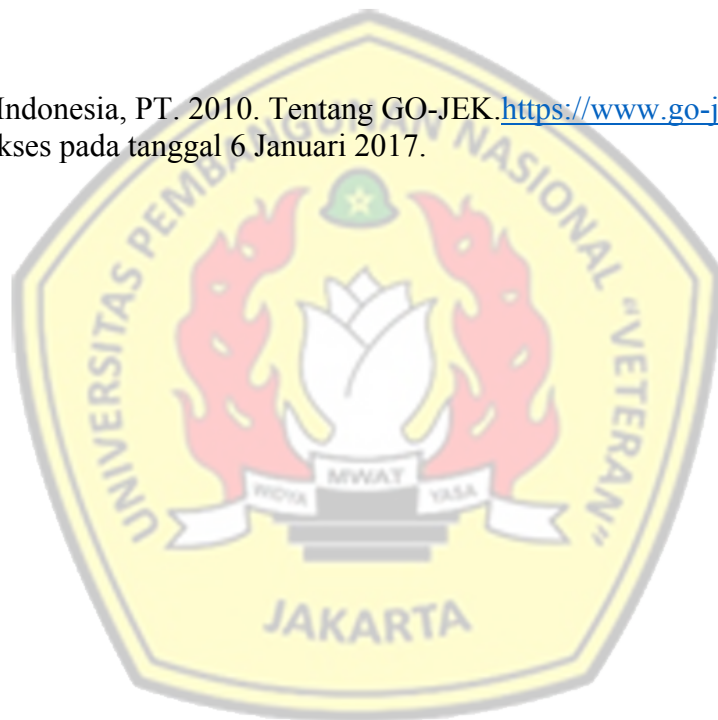 Indonesia, PT. 2010. Tentang GO-JEK.https://www.go-j
kses pada tanggal 6 Januari 2017.
UNIVERSITAS PEMBANGUNAN NASIONAL "VETERAN"
WIDYA MWAT YASA
JAKARTA